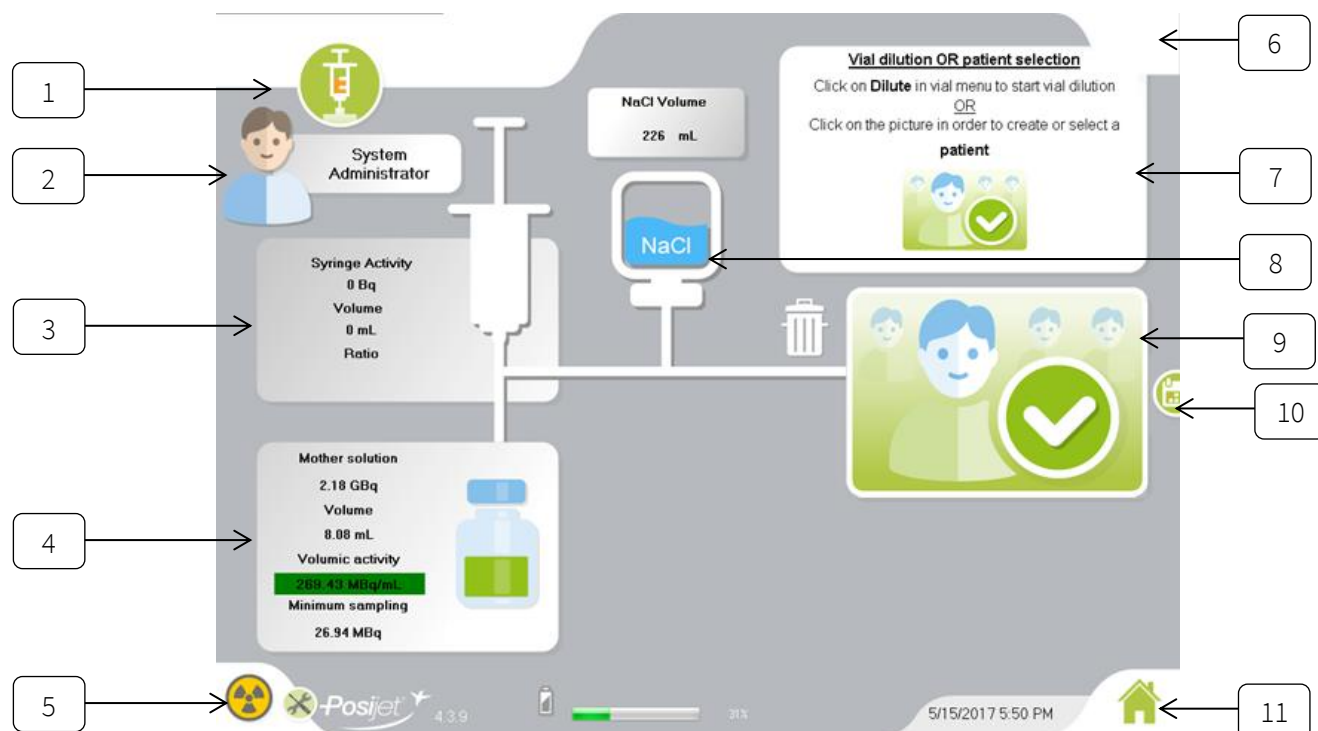 1
E
2
System
Administrator
NaCl Volume
226 mL
Vial dilution OR patient selection
Click on Dilute in vial menu to start vial dilution
OR
Click on the picture in order to create or select a
patient
6
7
NaCl
8
3
Syringe Activity
0 Bq
Volume
0 mL
Ratio
9
10
4
Mother solution
2.18 GBq
Volume
8.08 mL
Volumic activity
269.43 MBq/mL
Minimum sampling
26.94 MBq
5
-Posijet
4.3.9
31%
5/15/2017 5:50 PM
11